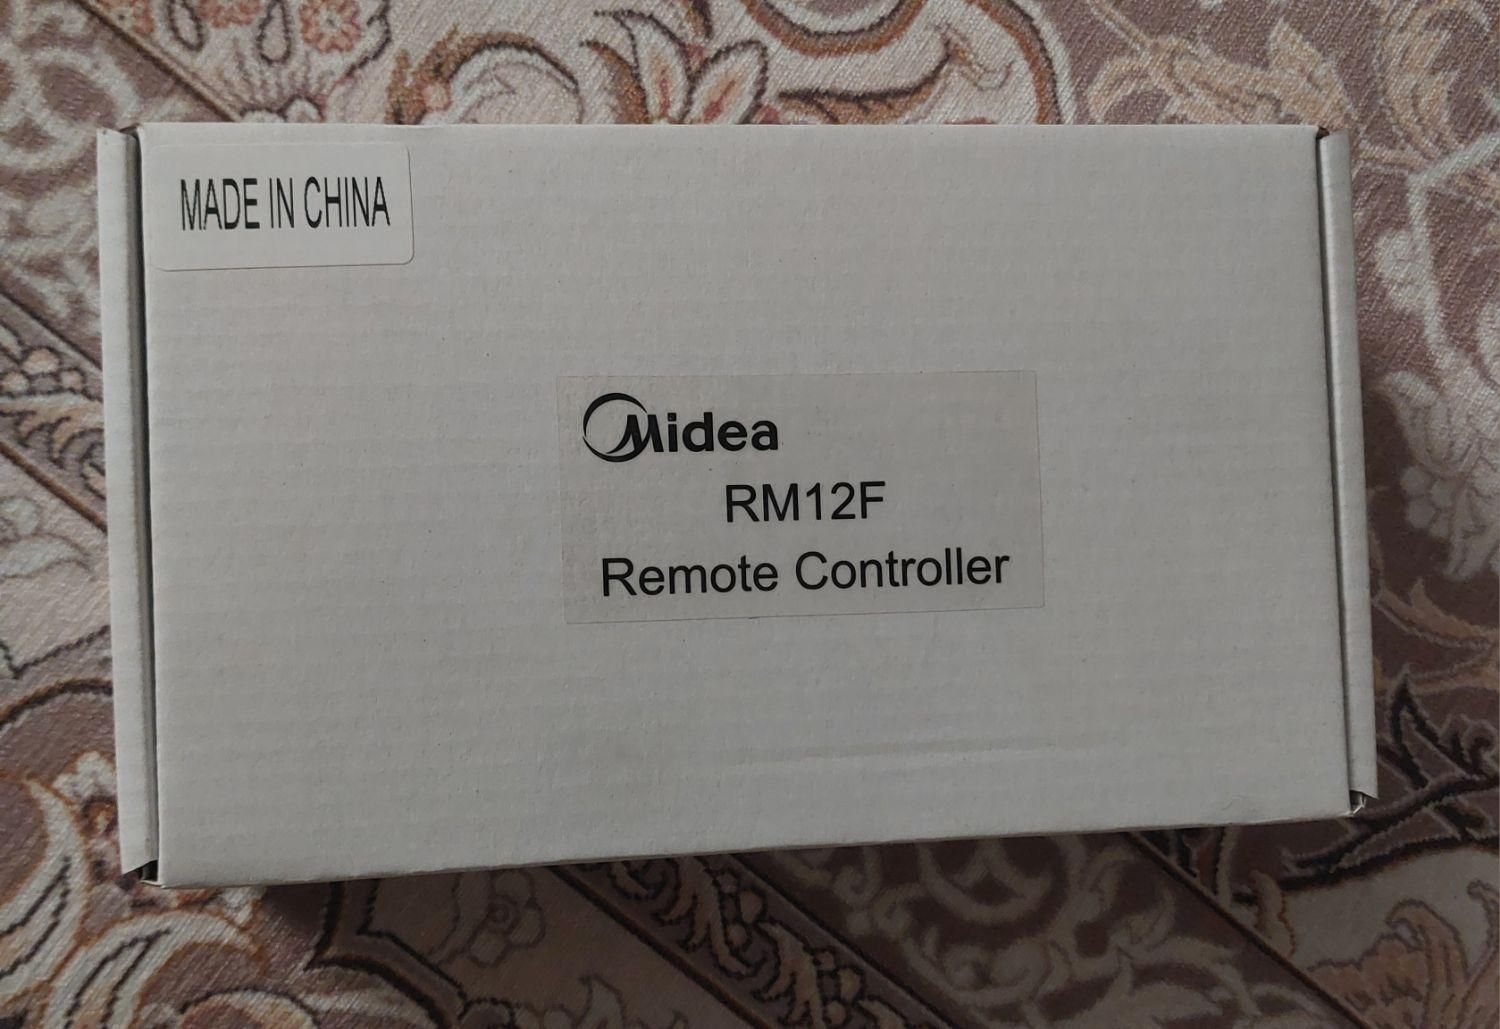 MADE IN CHINA
Midea
RM12F
Remote Controller